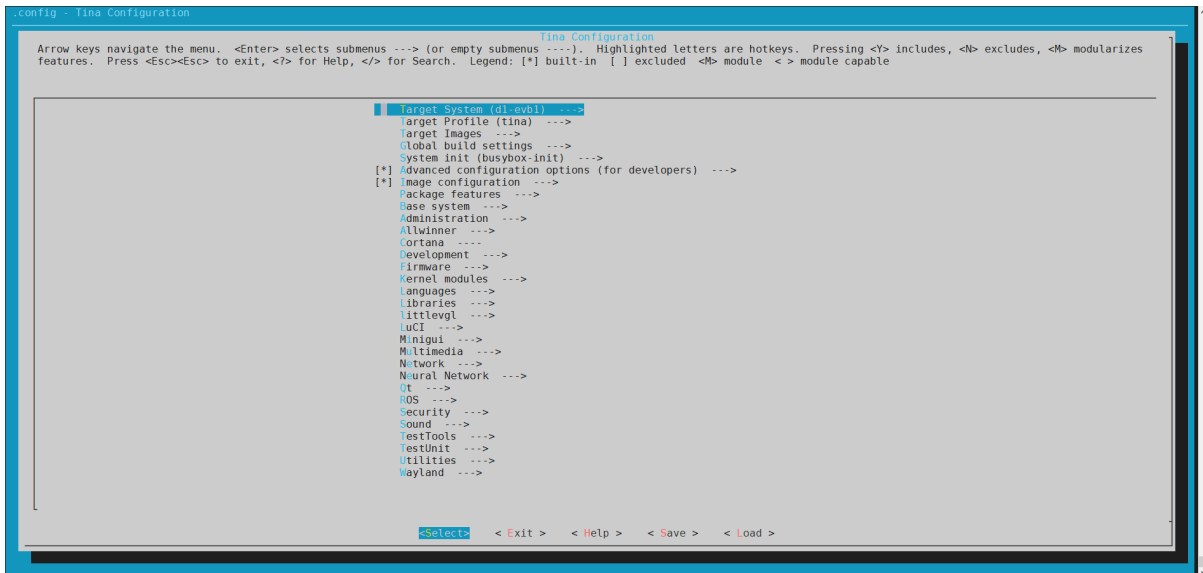 .config - Tina Configuration
Tina Configuration
Arrow keys navigate the menu.  <Enter> selects submenus ---> (or empty submenus ----).  Highlighted letters are hotkeys.  Pressing <Y> includes, <N> excludes, <M> modularizes
features.  Press <Esc><Esc> to exit, <?> for Help, </> for Search.  Legend: [*] built-in  [ ] excluded  <M> module  < > module capable
Target System (d1-evb1)  --->
Target Profile (tina)  --->
Target Images  --->
Global build settings  --->
System init (busybox-init)  --->
[*] Advanced configuration options (for developers)  --->
[*] Image configuration  --->
Package features  --->
Base system  --->
Administration  --->
Allwinner  --->
Cortana  ----
Development  --->
Firmware  --->
Kernel modules  --->
Languages  --->
Libraries  --->
littlevgl  --->
LuCI  --->
Minigui  --->
Multimedia  --->
Network  --->
Neural Network  --->
Qt  --->
ROS  --->
Security  --->
Sound  --->
TestTools  --->
TestUnit  --->
Utilities  --->
Wayland  --->
<Select>    < Exit >    < Help >    < Save >    < Load >